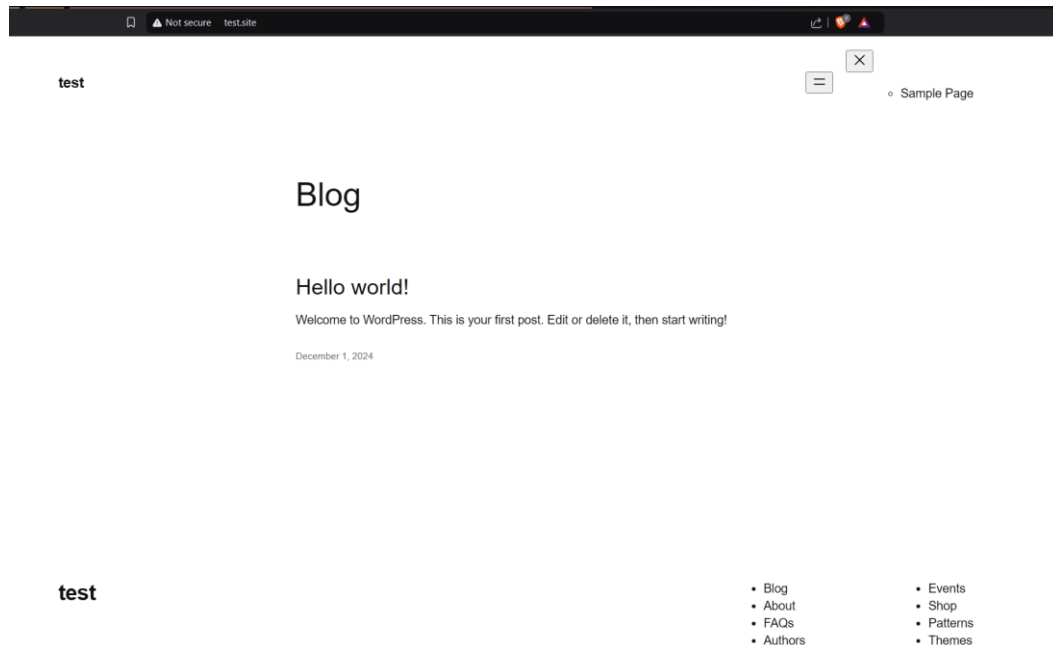 Not secure test.site
test
Sample Page
Blog
Hello world!
Welcome to WordPress. This is your first post. Edit or delete it, then start writing!
December 1, 2024
test
Blog
About
FAQs
Authors
Events
Shop
Patterns
Themes